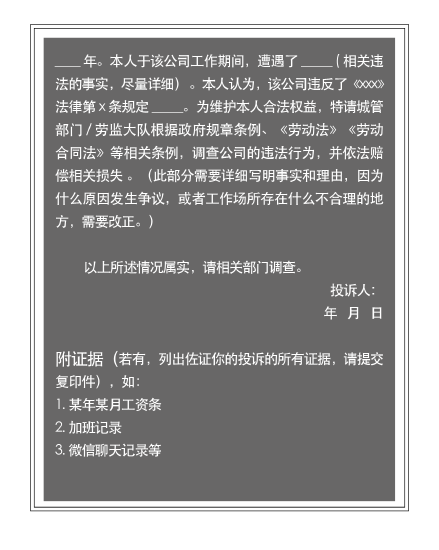 ____ 年。本人于该公司工作期间，遭遇了 _____ ( 相关违
法的事实，尽量详细) 。本人认为，该公司违反了《xxx》
法律第 x 条规定 _____。为维护本人合法权益，特请城管
部门 / 劳监大队根据政府规章条例、《劳动法》《劳动
合同法》等相关条例，调查公司的违法行为，并依法赔
偿相关损失 。（此部分需要详细写明事实和理由，因为
什么原因发生争议，或者工作场所存在什么不合理的地
方，需要改正。）
以上所述情况属实，请相关部门调查。
投诉人：
年 月 日
附证据（若有，列出佐证你的投诉的所有证据，请提交
复印件），如：
1. 某年某月工资条
2. 加班记录
3. 微信聊天记录等